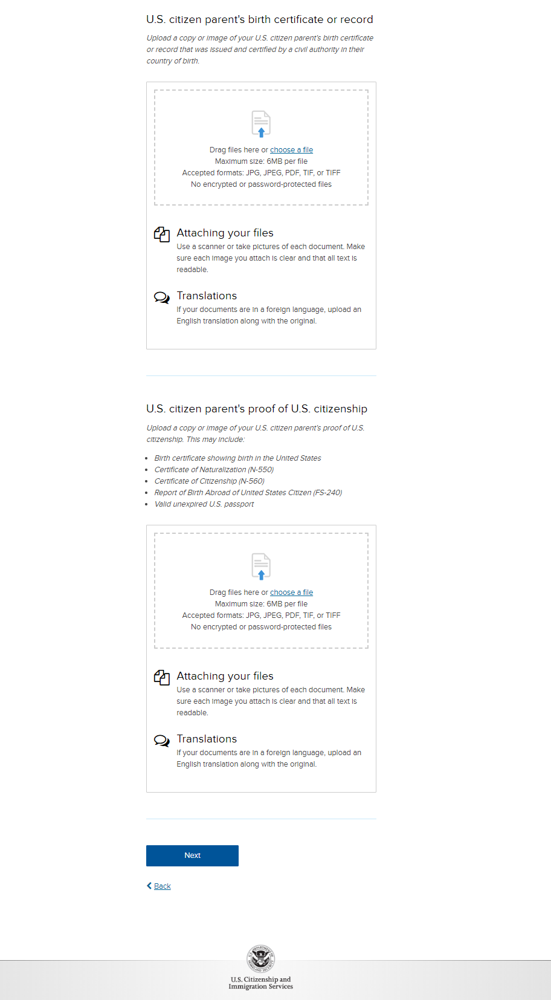 U.S. citizen parent's birth certificate or record
Upload a copy or image of your U.S. citizen parent's birth certificate
or record that was issued and certified by a civil authority in their
country of birth.
Drag files here or choose a file
Maximum size: 6MB per file
Accepted formats: JPG, JPEG, PDF, TIF, or TIFF
No encrypted or password-protected files
Attaching your files
Use a scanner or take pictures of each document. Make
sure each image you attach is clear and that all text is
readable.
Translations
If your documents are in a foreign language, upload an
English translation along with the original.
U.S. citizen parent's proof of U.S. citizenship
Upload a copy or image of your U.S. citizen parent's proof of U.S.
citizenship. This may include:
• Birth certificate showing birth in the United States
• Certificate of Naturalization (N-550)
• Certificate of Citizenship (N-560)
• Report of Birth Abroad of United States Citizen (FS-240)
• Valid unexpired U.S. passport
Drag files here or choose a file
Maximum size: 6MB per file
Accepted formats: JPG, JPEG, PDF, TIF, or TIFF
No encrypted or password-protected files
Attaching your files
Use a scanner or take pictures of each document. Make
sure each image you attach is clear and that all text is
readable.
Translations
If your documents are in a foreign language, upload an
English translation along with the original.
Next
Back
U.S. DEPARTMENT OF HOMELAND SECURITY
U.S. Citizenship and
Immigration Services